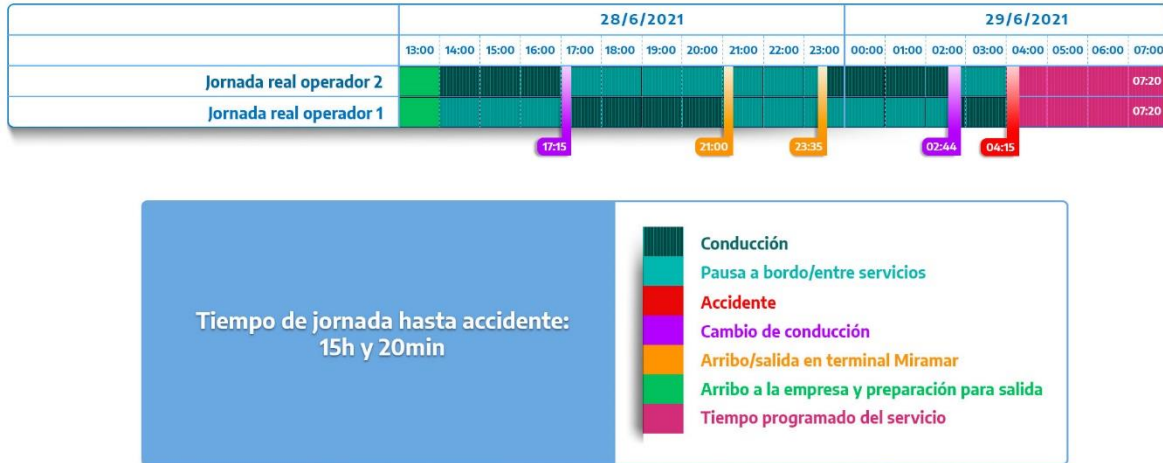 28/6/2021 29/6/2021
13:00 14:00 15:00 16:00 17:00 18:00 19:00 20:00 21:00 22:00 23:00 00:00 01:00 02:00 03:00 04:00 05:00 06:00 07:00
Jornada real operador 2 07:20
Jornada real operador 1 07:20
17:15 21:00 23:35 02:44 04:15
Tiempo de jornada hasta accidente:
15h y 20min
Conducción
Pausa a bordo/entre servicios
Accidente
Cambio de conducción
Arribo/salida en terminal Miramar
Arribo a la empresa y preparación para salida
Tiempo programado del servicio